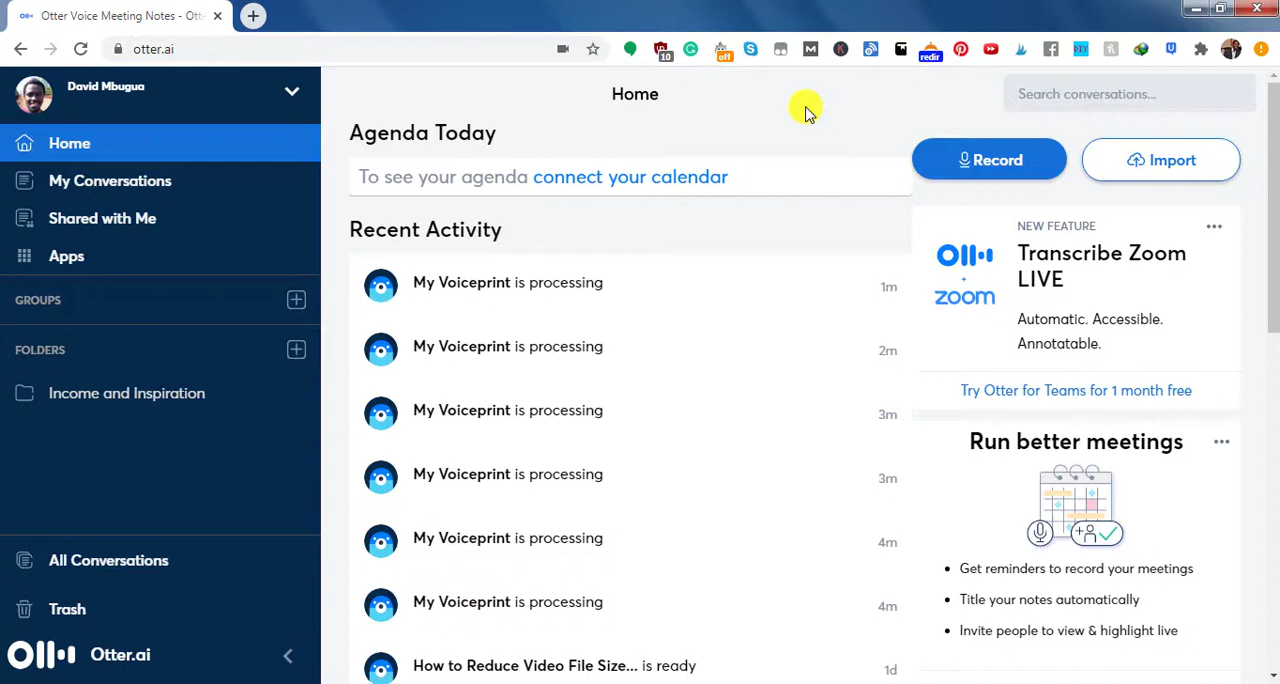 Otter Voice Meeting Notes - Ott
otter.ai
10
off
redir
David Mbugua
Home
My Conversations
Shared with Me
Apps
GROUPS
FOLDERS
Income and Inspiration
All Conversations
Trash
Otter.ai
Home
Search conversations...
Agenda Today
To see your agenda connect your calendar
Record
Import
Recent Activity
My Voiceprint is processing
1m
My Voiceprint is processing
2m
My Voiceprint is processing
3m
My Voiceprint is processing
3m
My Voiceprint is processing
4m
My Voiceprint is processing
4m
How to Reduce Video File Size... is ready
1d
NEW FEATURE
Transcribe Zoom
LIVE
zoom
Automatic. Accessible.
Annotatable.
Try Otter for Teams for 1 month free
Run better meetings
Get reminders to record your meetings
Title your notes automatically
Invite people to view & highlight live